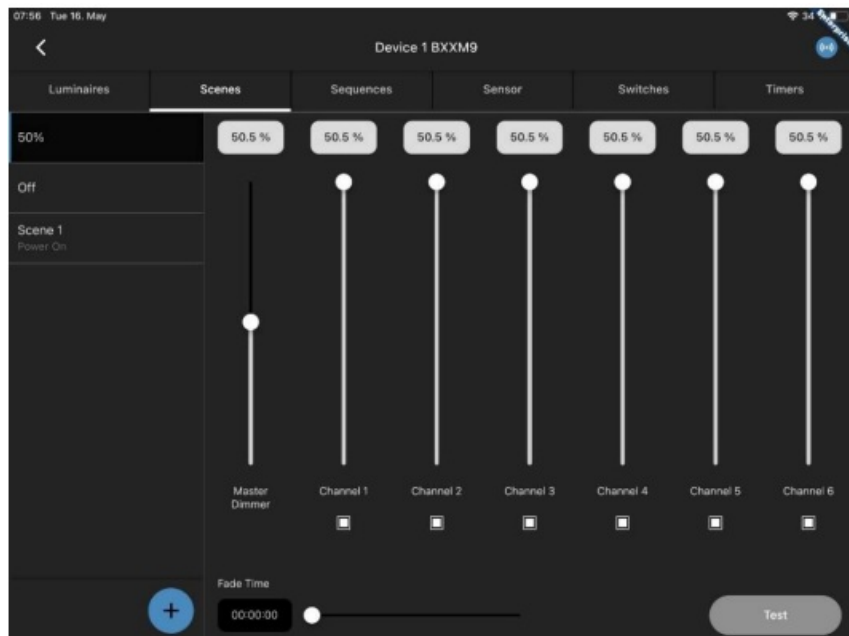 07:56 Tue 16. May
34
Enterprise
Device 1 BXXM9
Luminaires Scenes Sequences Sensor Switches Timers
50%
Off
Scene 1
Power On
50.5 % 50.5 % 50.5 % 50.5 % 50.5 % 50.5 % 50.5 %
Master Dimmer
Channel 1 Channel 2 Channel 3 Channel 4 Channel 5 Channel 6
Fade Time
00:00:00
Test